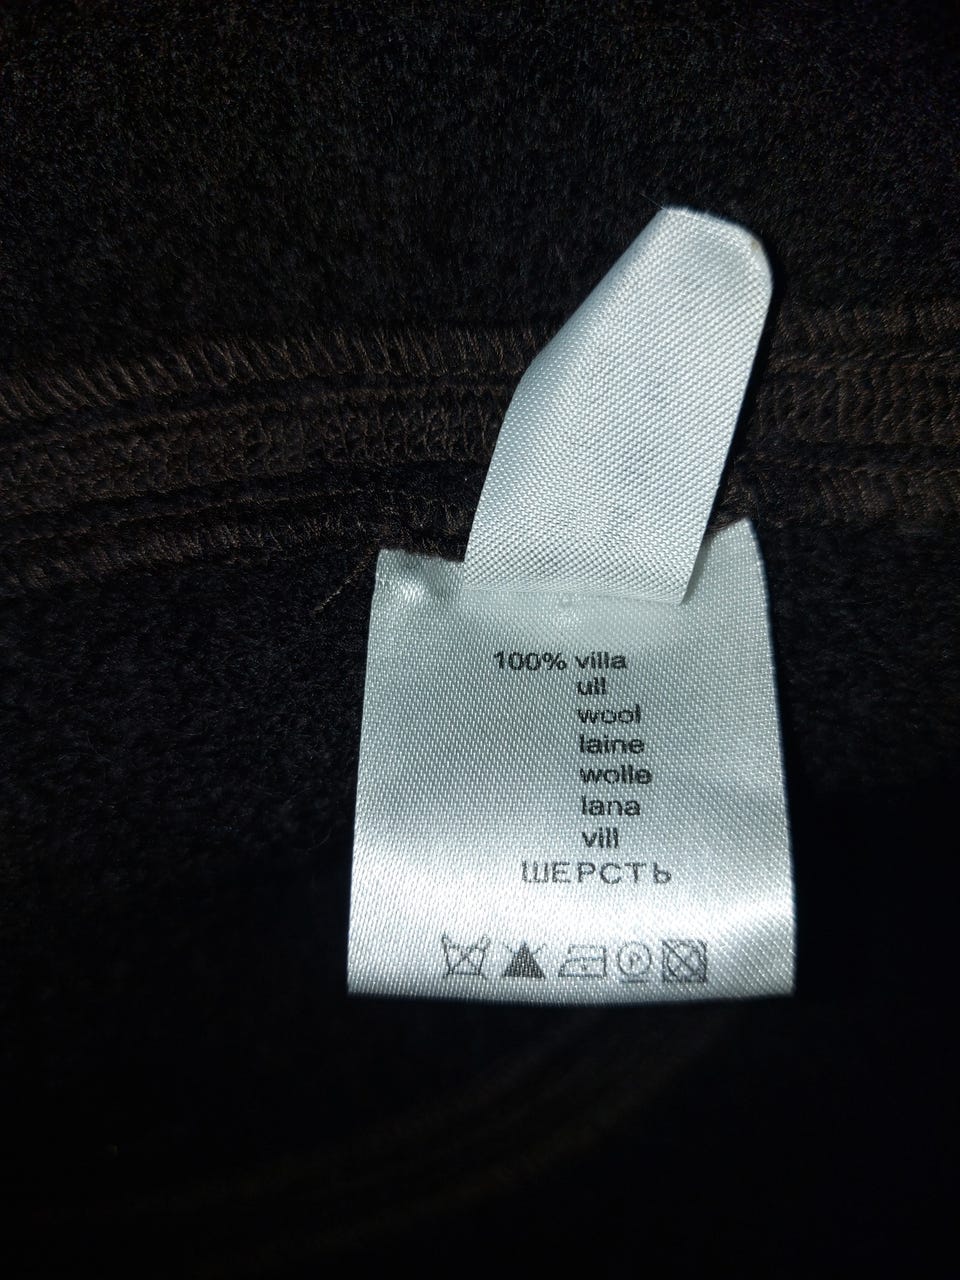 100% villa
ull
wool
laine
wolle
lana
vill
ШЕРСТЬ
P